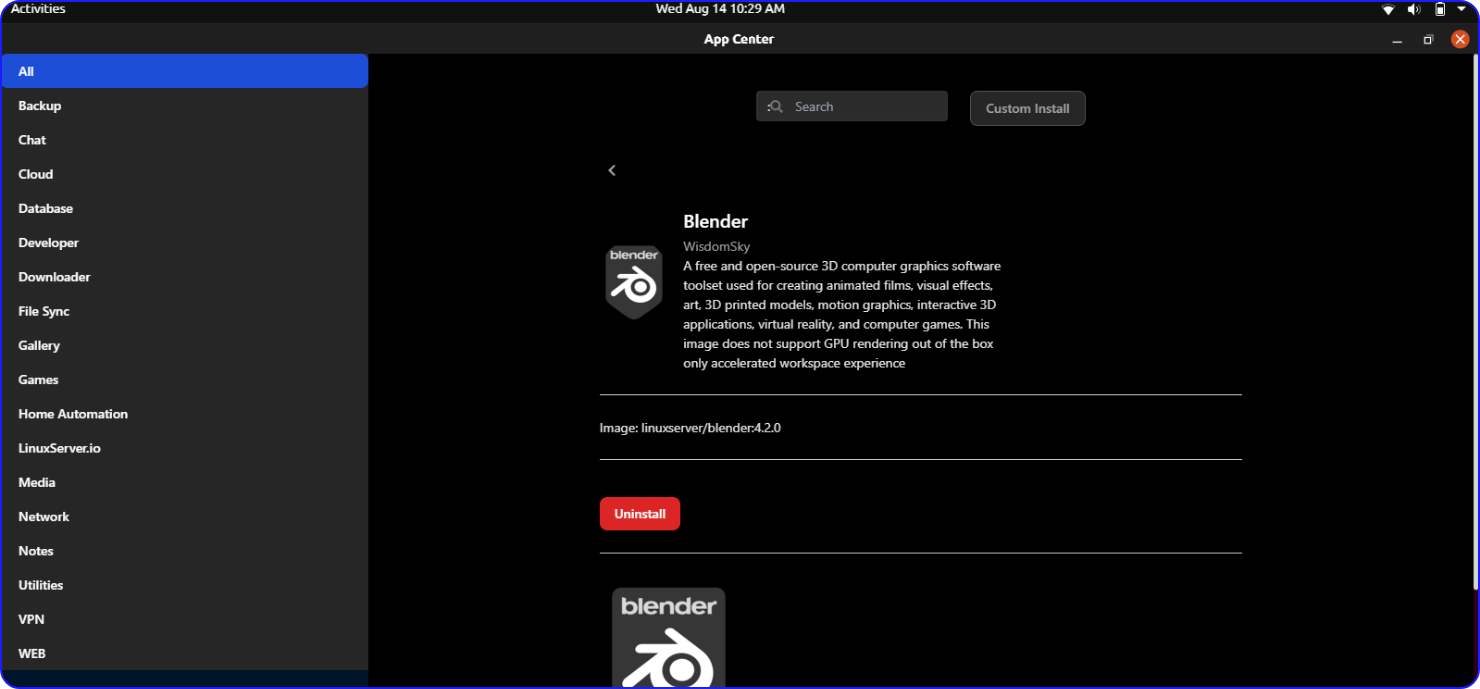 Activities
Wed Aug 14 10:29 AM
App Center
All
Backup
Chat
Cloud
Database
Developer
Downloader
File Sync
Gallery
Games
Home Automation
LinuxServer.io
Media
Network
Notes
Utilities
VPN
WEB
Search
Custom Install
blender
Blender
WisdomSky
A free and open-source 3D computer graphics software
toolset used for creating animated films, visual effects,
art, 3D printed models, motion graphics, interactive 3D
applications, virtual reality, and computer games. This
image does not support GPU rendering out of the box
only accelerated workspace experience
Image: linuxserver/blender:4.2.0
Uninstall
blender